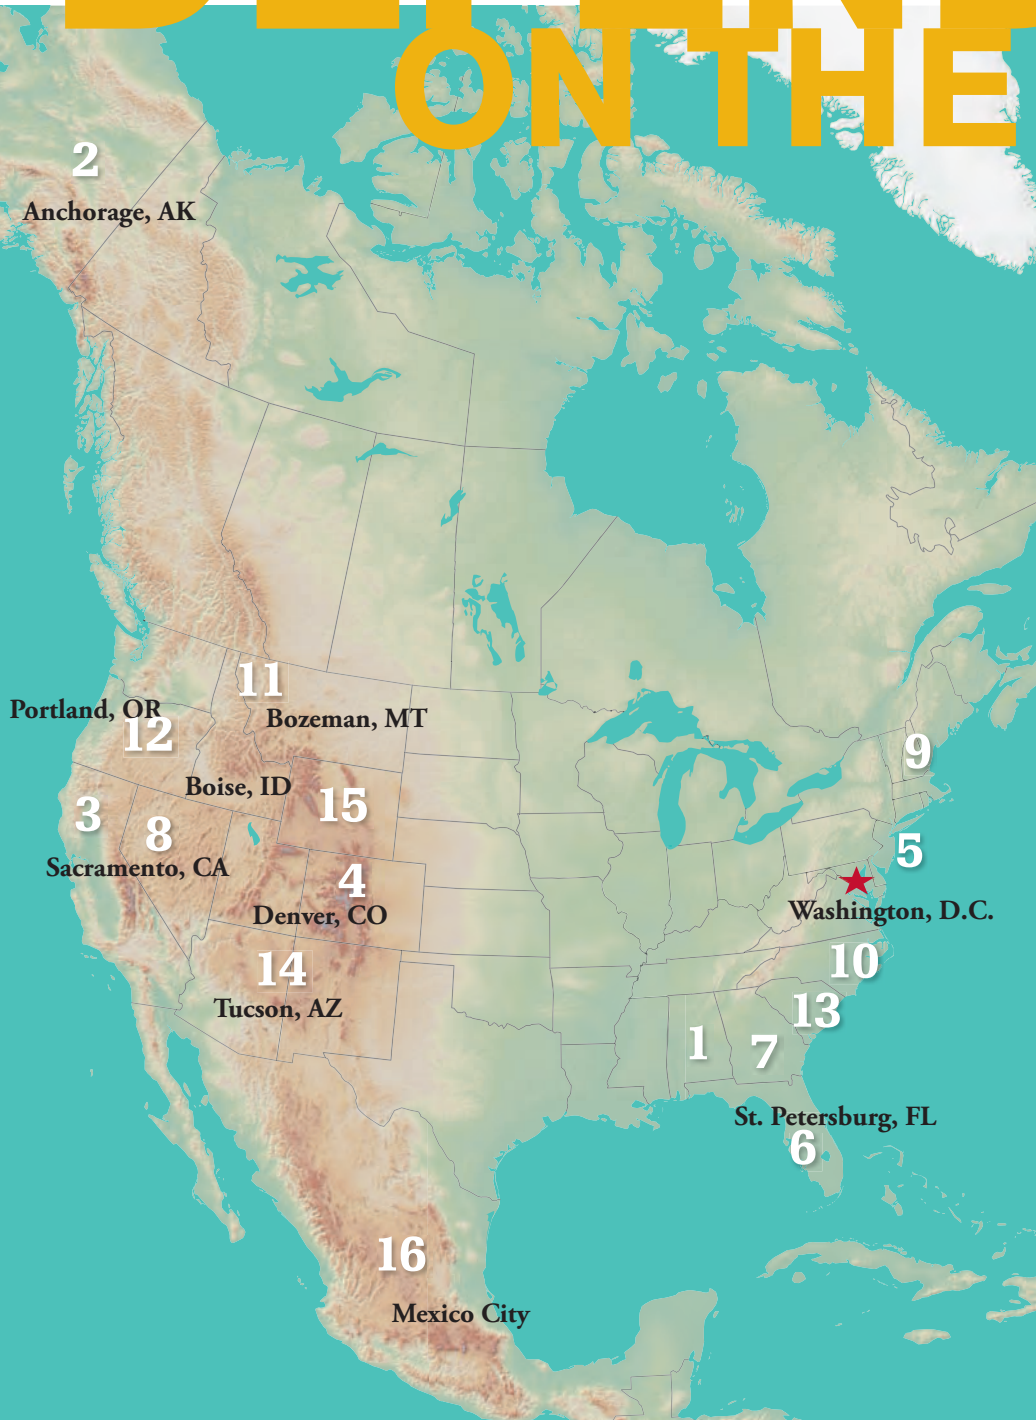 ON THE
2
Anchorage, AK
11
Portland, OR
Bozeman, MT
12
9
Boise, ID
15
3
8
5
Sacramento, CA
4
Denver, CO
Washington, D.C.
10
14
Tucson, AZ
13
1
7
St. Petersburg, FL
6
16
Mexico City